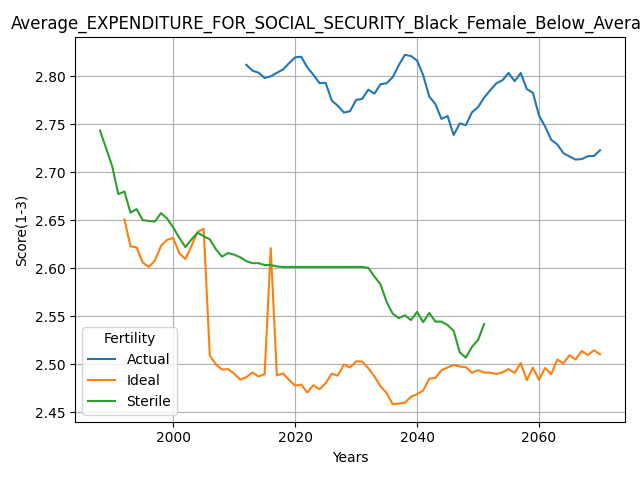 Average_EXPENDITURE_FOR_SOCIAL_SECURITY_Black_Female_Below_Avera
2.80
2.75
2.70
2.65
2.60
2.55
2.50
2.45
Score(1-3)
Fertility
Actual
Ideal
Sterile
2000
2020
2040
2060
Years